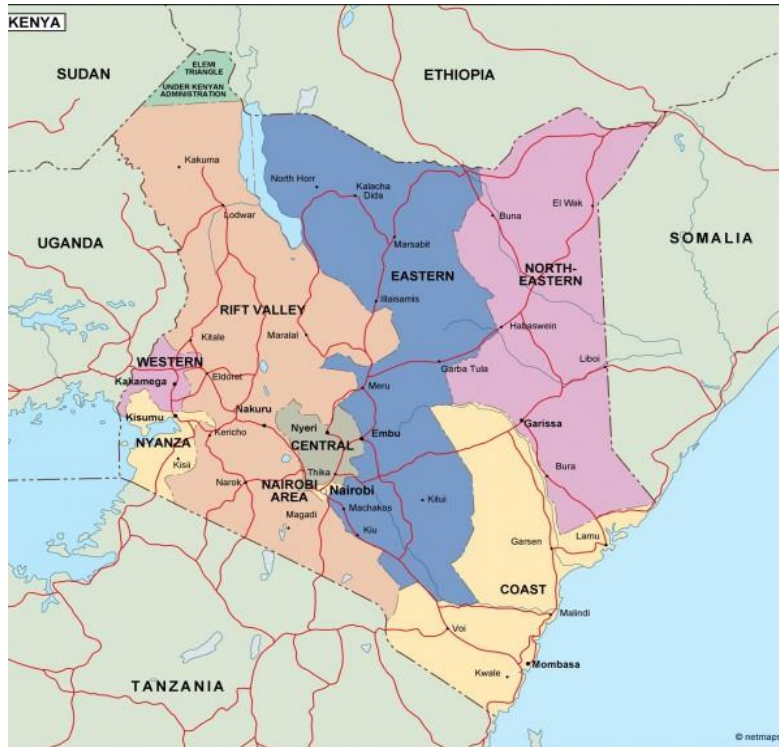 KENYA
SUDAN
ELEMI
TRIANGLE
UNDER KENYAN
ADMINISTRATION
ETHIOPIA
Kakuma
North Horr
Kalacha
Dida
Lodwar
Buna
El Wak
UGANDA
Marsabit
SOMALIA
EASTERN
NORTH-
EASTERN
Illaisamis
RIFT VALLEY
Habaswein
Kitale
Maralal
WESTERN
Garba Tula
Liboi
Eldoret
Kakamega
Meru
Kisumu
Nakuru
Nyeri
Garissa
NYANZA
Kericho
CENTRAL
Embu
Kisii
Thika
Bura
Narok
NAIROBI
AREA
Nairobi
Kitui
Machakos
Magadi
Kiu
Garsen
Lamu
COAST
Malindi
Voi
Mombasa
Kwale
TANZANIA
© netmaps